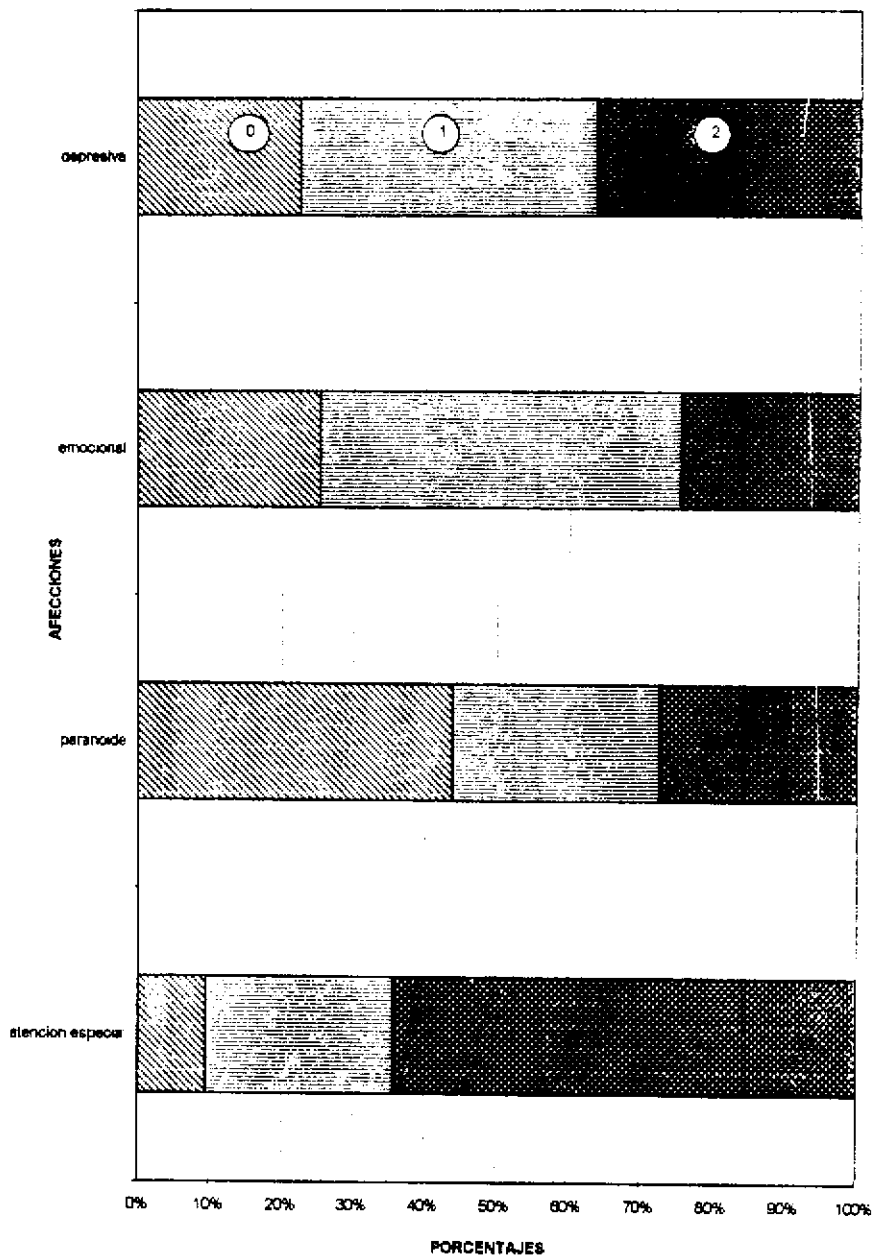 0 1 2
depresiva
emocional
AFECCIONES
paranoide
atencion especial
0% 10% 20% 30% 40% 50% 60% 70% 80% 90% 100%
PORCENTAJES